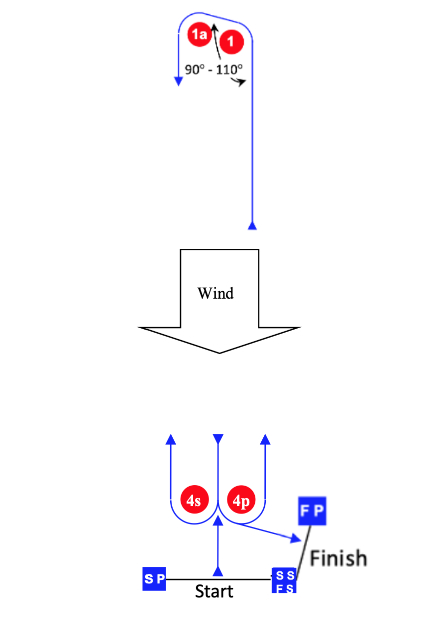 1a 1
90° - 110°
Wind
4s 4p
F P
Finish
S P
S S
F S
Start